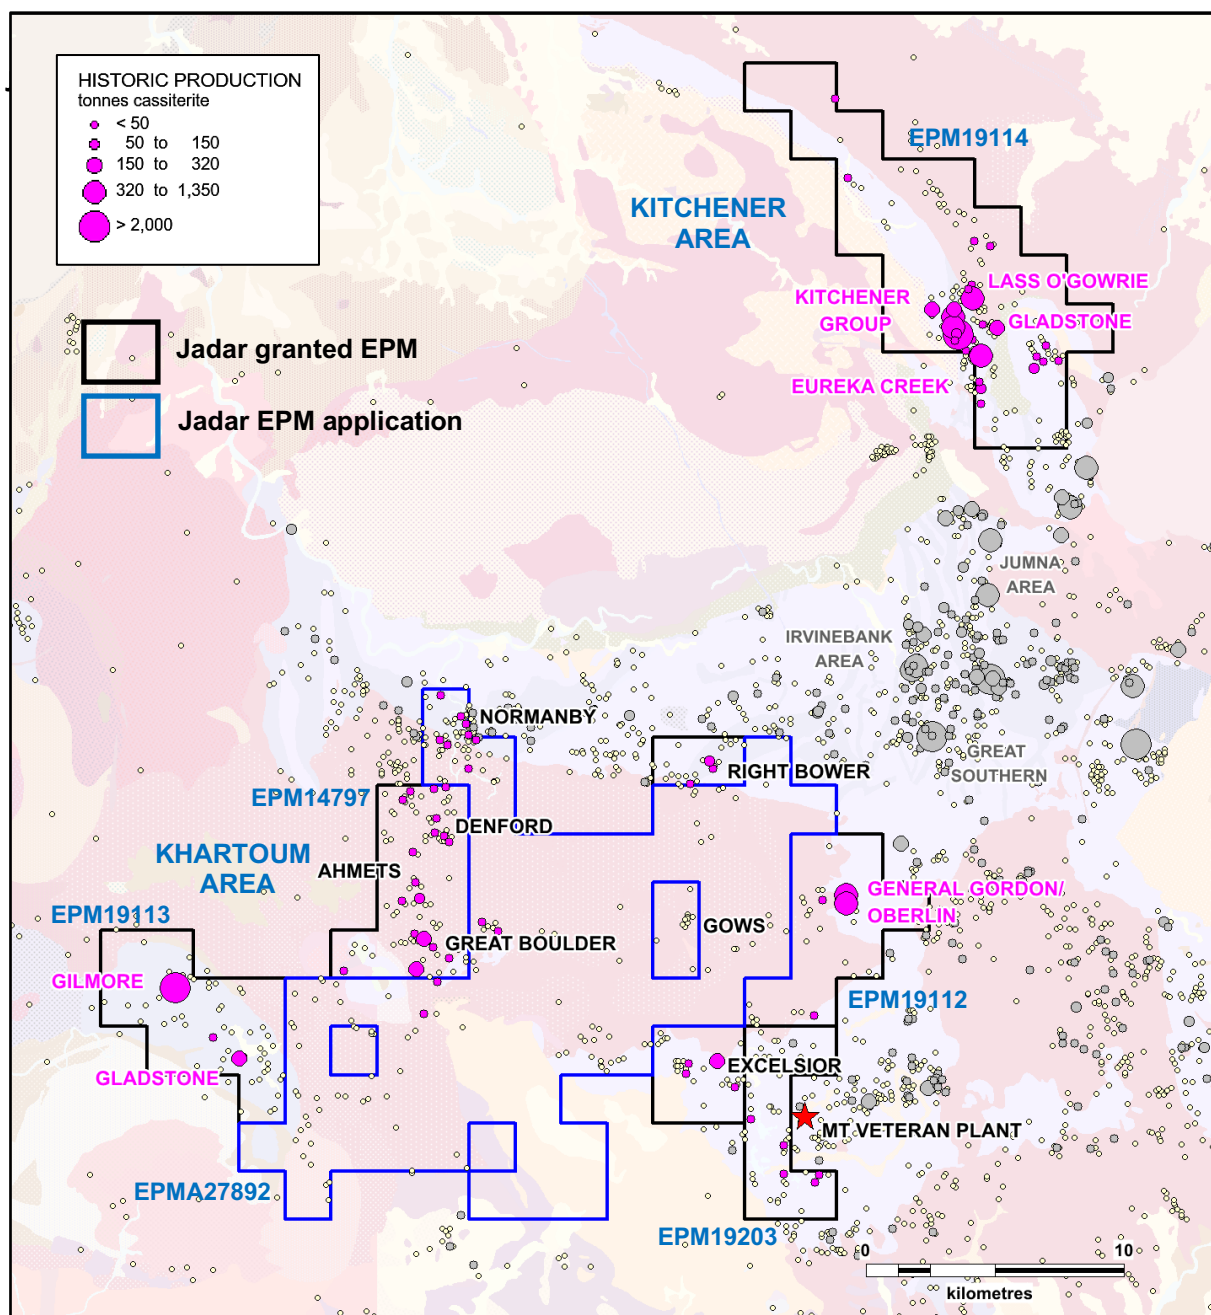 HISTORIC PRODUCTION
tonnes cassiterite
< 50
50 to 150
150 to 320
320 to 1,350
> 2,000
Jadar granted EPM
Jadar EPM application
EPM19114
KITCHENER
AREA
LASS O'GOWRIE
KITCHENER
GROUP
GLADSTONE
EUREKA CREEK
JUMNA
AREA
IRVINEBANK
AREA
GREAT
SOUTHERN
NORMANBY
RIGHT BOWER
EPM14797
DENFORD
KHARTOUM
AREA
AHMETS
GENERAL GORDON/
OBERLIN
EPM19113
GOWS
GREAT BOULDER
GILMORE
EPM19112
EXCELSIOR
GLADSTONE
MT VETERAN PLANT
EPMA27892
EPM19203
0 10
kilometres